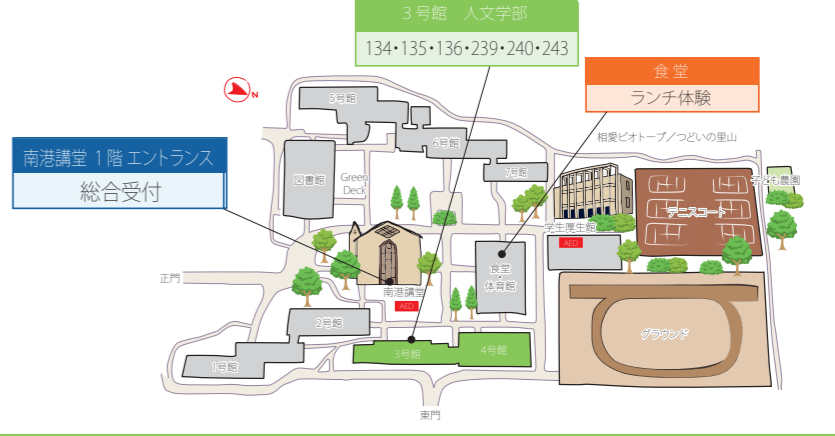 3号館 人文学部
134・135・136・239・240・243
食堂
ランチ体験
N
5号館
相愛ビオトープ／つどいの里山
6号館
南港講堂 1階 エントランス
総合受付
図書館
Green
Deck
7号館
子ども農園
テニスコート
学生厚生館
AED
正門
南港講堂
AED
食堂
・
体育館
2号館
グラウンド
3号館
4号館
1号館
東門